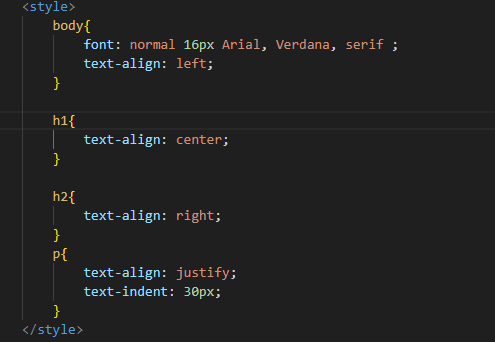 <style>
body{
font: normal 16px Arial, Verdana, serif ;
text-align: left;
}
h1{
text-align: center;
}
h2{
text-align: right;
}
p{
text-align: justify;
text-indent: 30px;
}
</style>